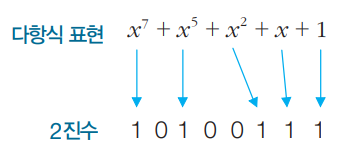 다항식 표현 x⁷ + x⁵ + x² + x + 1
2진수 1 0 1 0 0 1 1 1